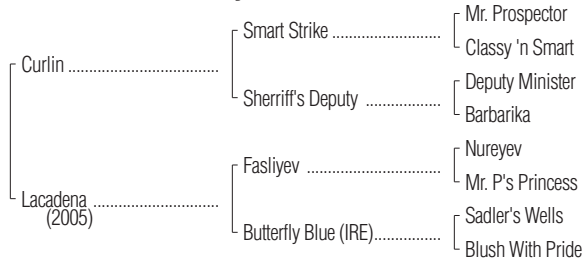 Mr. Prospector
Smart Strike ........................
Classy 'n Smart
Curlin .................................
Deputy Minister
Sherriff's Deputy ................
Barbarika
Nureyev
Fasliyev .............................
Mr. P's Princess
Lacadena ...........................
(2005)
Sadler's Wells
Butterfly Blue (IRE)..............
Blush With Pride